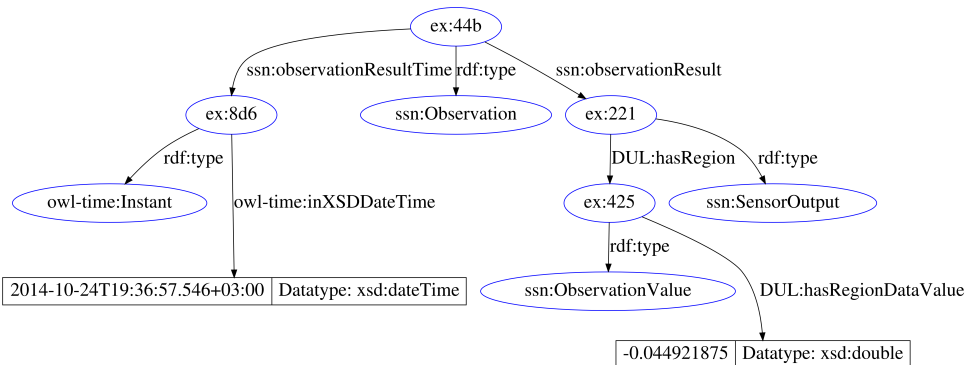 ex:44b
ssn:observationResultTime
rdf:type
ssn:observationResult
ex:8d6
ssn:Observation
ex:221
rdf:type
DUL:hasRegion
rdf:type
owl-time:Instant
owl-time:inXSDDateTime
ex:425
ssn:SensorOutput
rdf:type
2014-10-24T19:36:57.546+03:00
Datatype: xsd:dateTime
ssn:ObservationValue
DUL:hasRegionDataValue
-0.044921875
Datatype: xsd:double